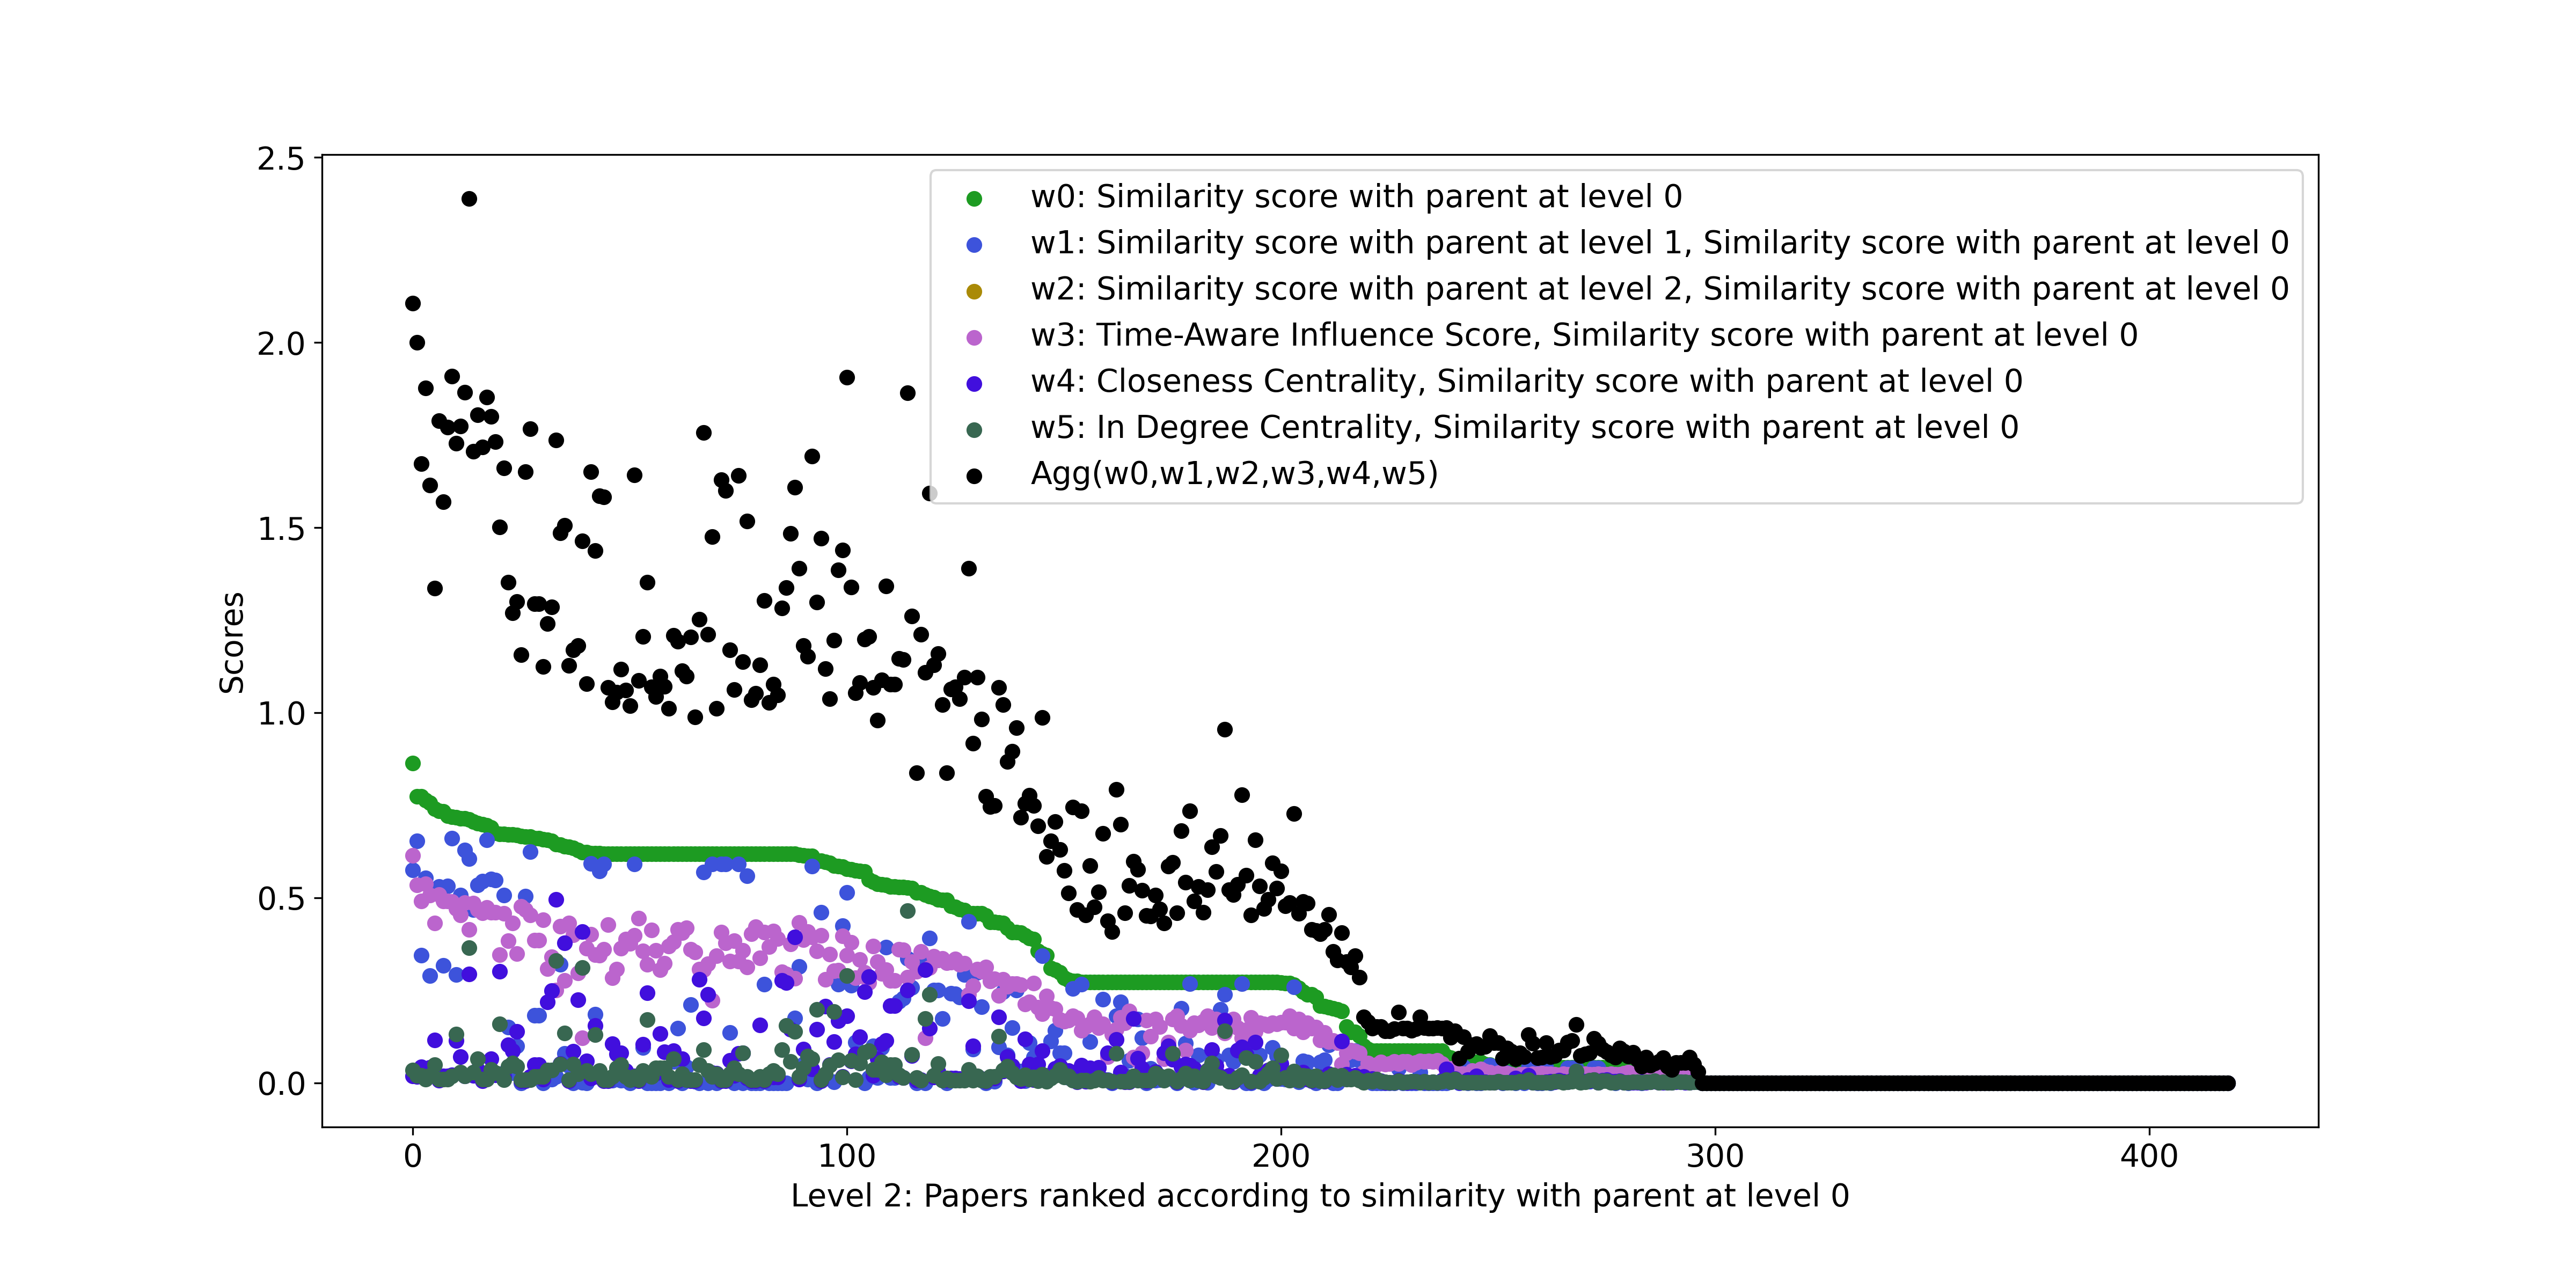 2.5
2.0
1.5
1.0
0.5
0.0
Scores
w0: Similarity score with parent at level 0
w1: Similarity score with parent at level 1, Similarity score with parent at level 0
w2: Similarity score with parent at level 2, Similarity score with parent at level 0
w3: Time-Aware Influence Score, Similarity score with parent at level 0
w4: Closeness Centrality, Similarity score with parent at level 0
w5: In Degree Centrality, Similarity score with parent at level 0
Agg(w0,w1,w2,w3,w4,w5)
0 100 200 300 400
Level 2: Papers ranked according to similarity with parent at level 0